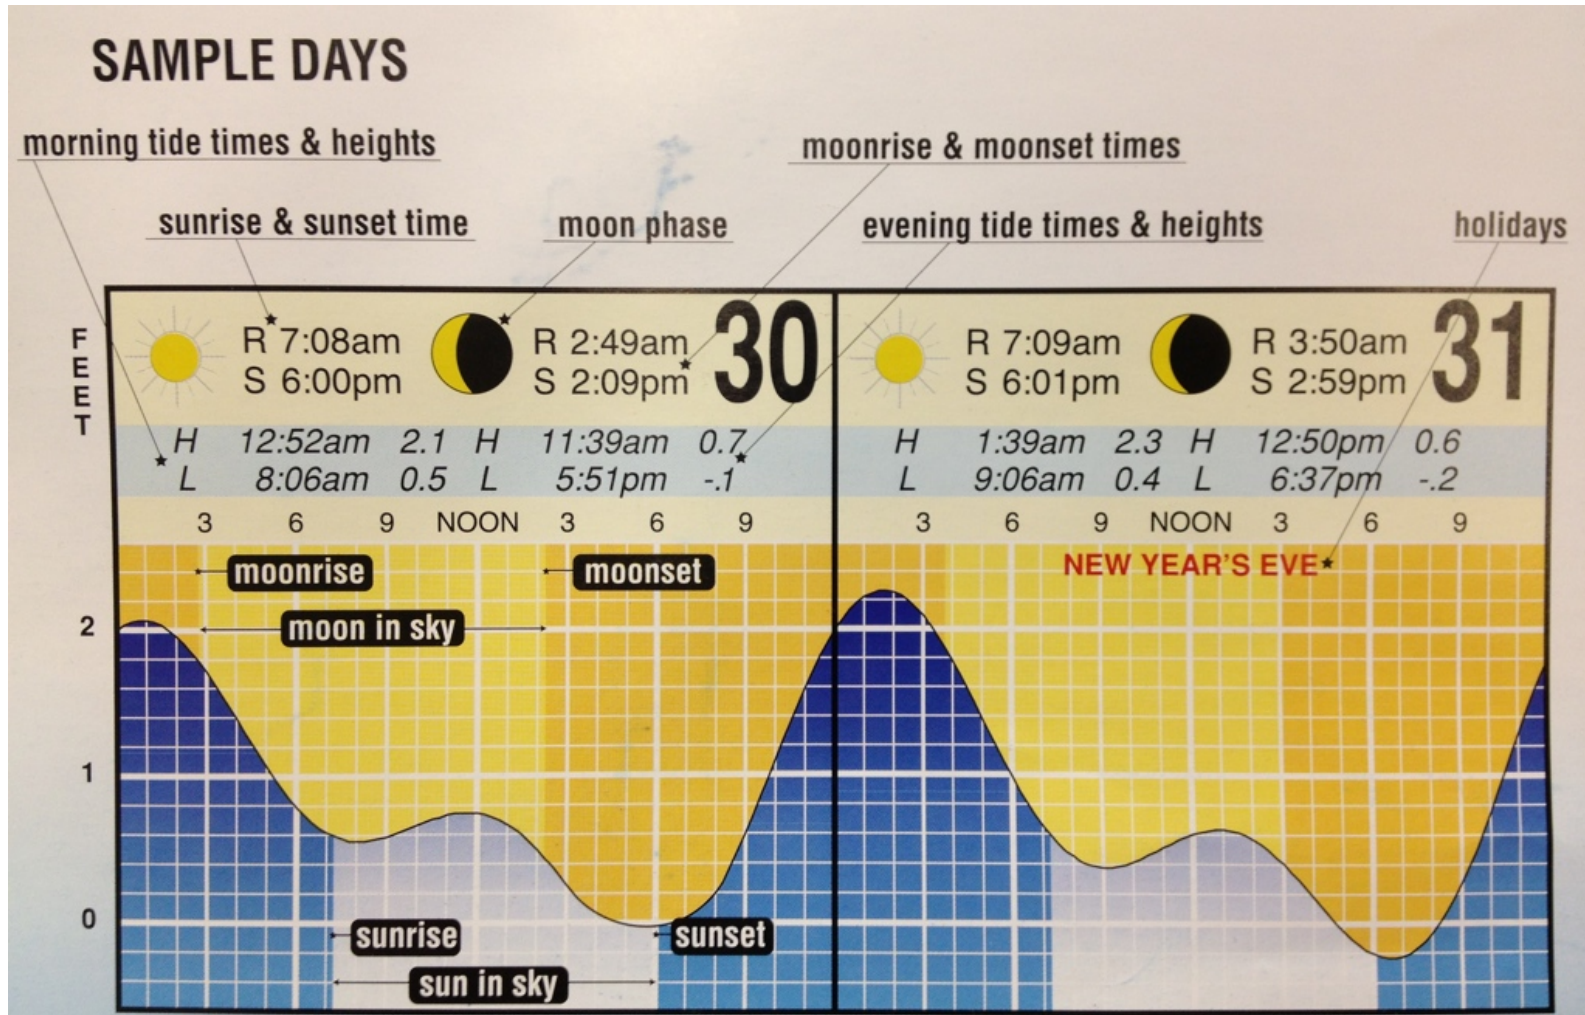 SAMPLE DAYS
morning tide times & heights
moonrise & moonset times
sunrise & sunset time
moon phase
evening tide times & heights
holidays
FEET
R 7:08am
S 6:00pm
R 2:49am
S 2:09pm
30
R 7:09am
S 6:01pm
R 3:50am
S 2:59pm
31
H 12:52am 2.1 H 11:39am 0.7
L 8:06am 0.5 L 5:51pm -.1
H 1:39am 2.3 H 12:50pm 0.6
L 9:06am 0.4 L 6:37pm -.2
3 6 9 NOON 3 6 9
3 6 9 NOON 3 6 9
moonrise
moonset
NEW YEAR'S EVE
2
moon in sky
1
0
sunrise
sunset
sun in sky